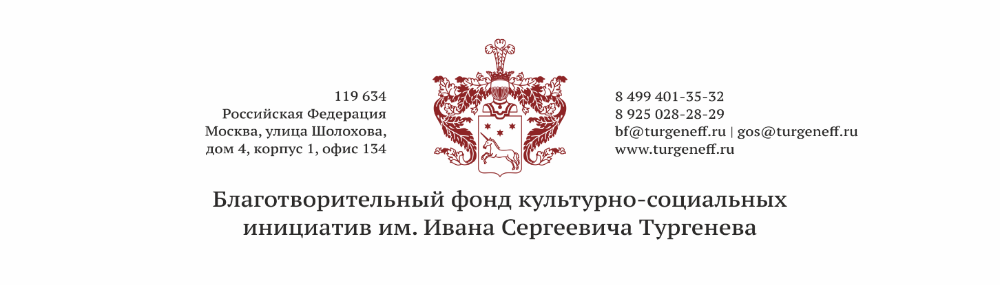 119 634
Российская Федерация
Москва, улица Шолохова,
дом 4, корпус 1, офис 134
8 499 401-35-32
8 925 028-28-29
bf@turgeneff.ru | gos@turgeneff.ru
www.turgeneff.ru
Благотворительный фонд культурно-социальных
инициатив им. Ивана Сергеевича Тургенева